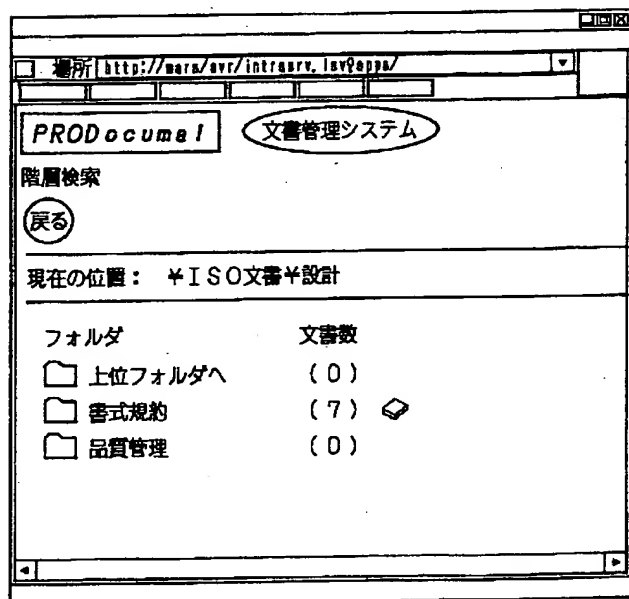 場所 http://mars/svr/intrasrv.isv?apps/
PRODocumal 文書管理システム
階層検索
戻る
現在の位置： ￥ＩＳＯ文書￥設計
フォルダ 文書数
上位フォルダへ (0)
書式規約 (7)
品質管理 (0)